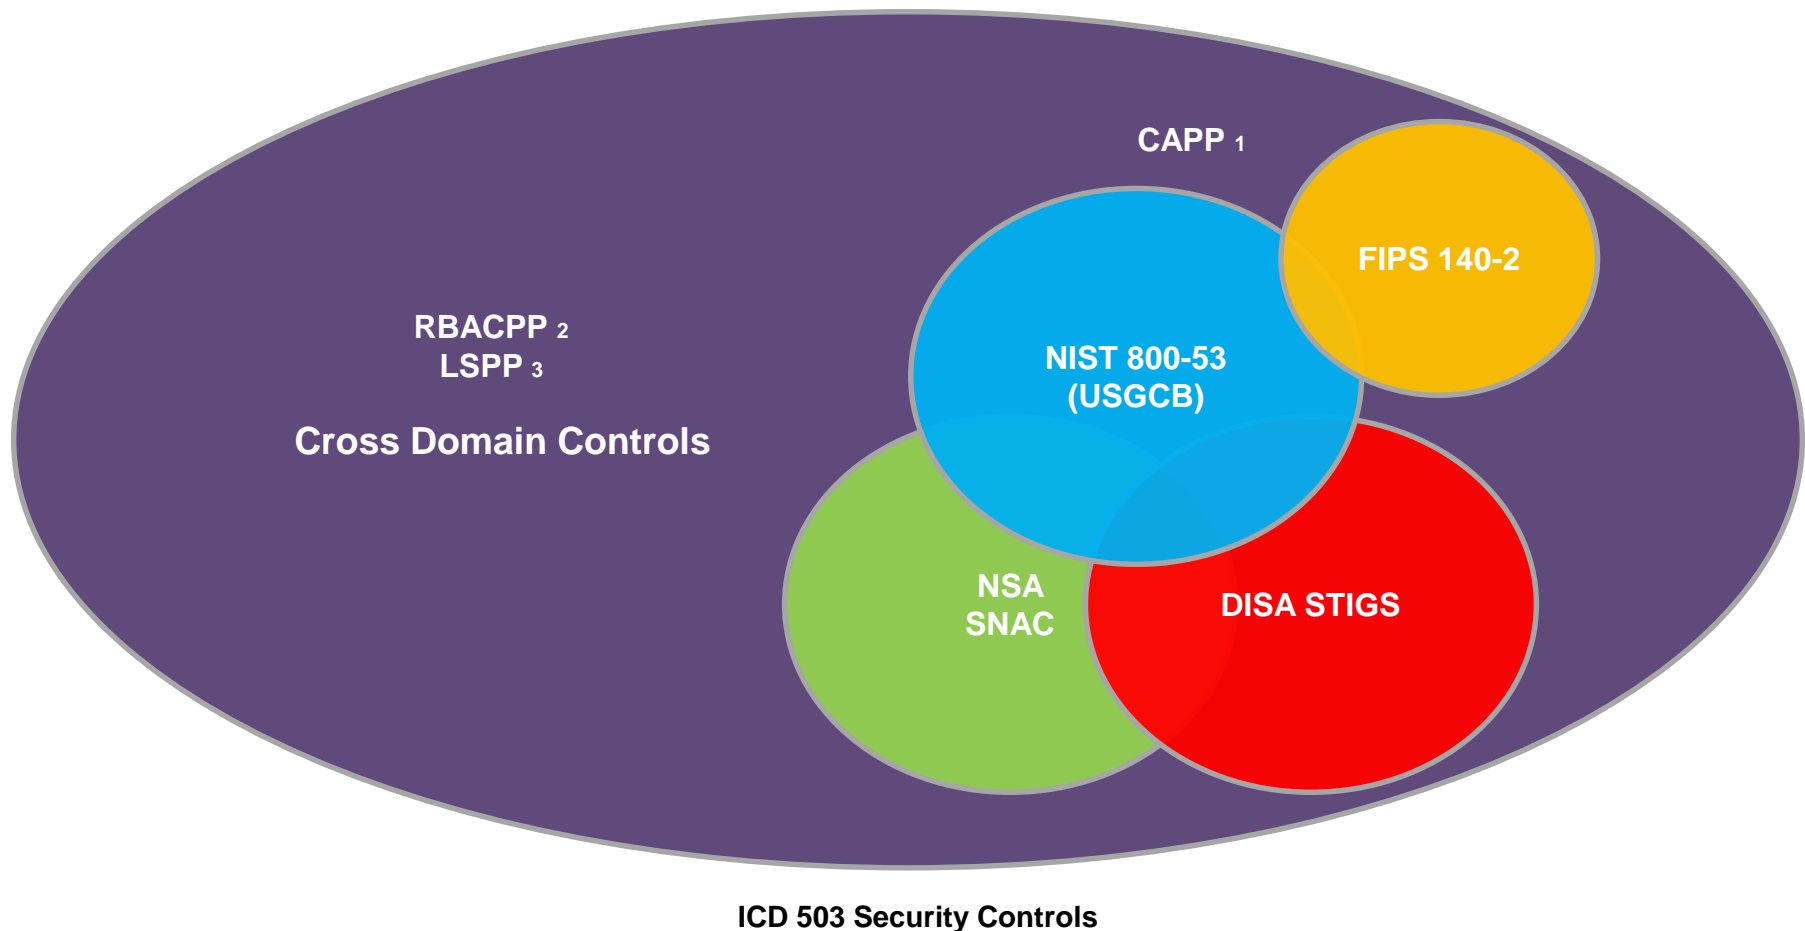 CAPP 1
FIPS 140-2
RBACPP 2
LSPP 3
NIST 800-53
(USGCB)
Cross Domain Controls
NSA
SNAC
DISA STIGS
ICD 503 Security Controls